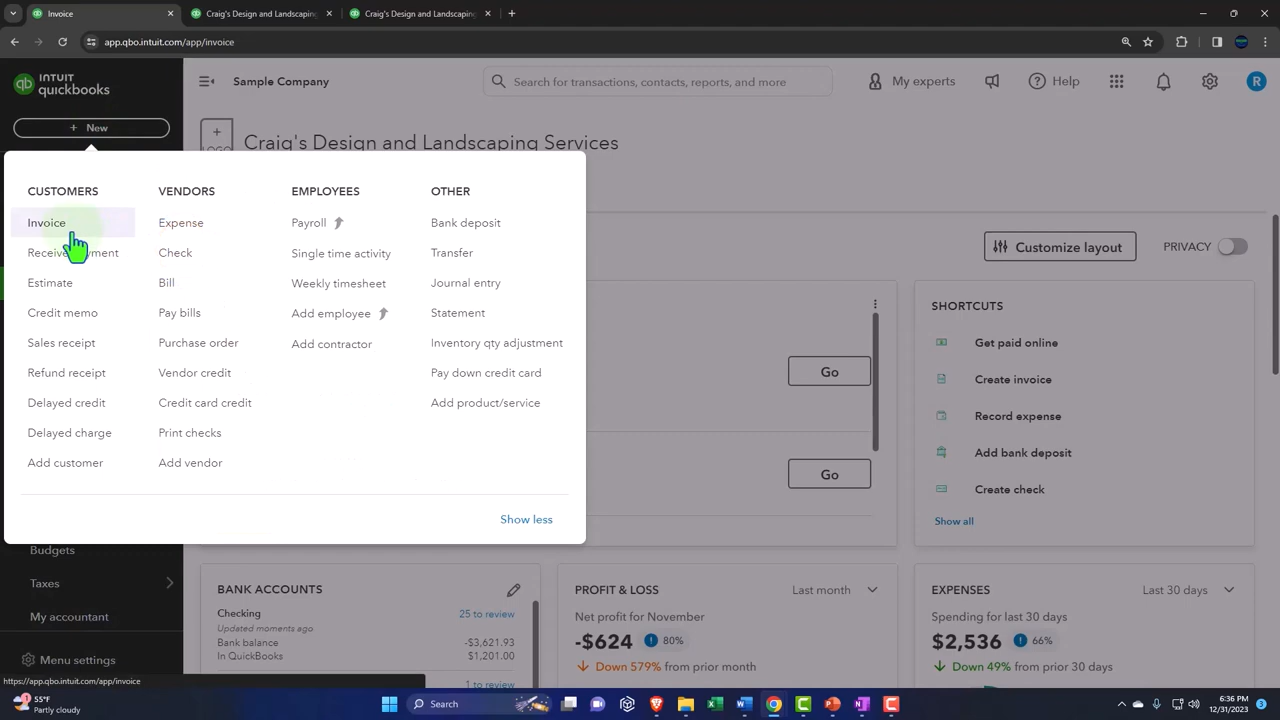 Invoice
Craig's Design and Landscaping
Craig's Design and Landscaping
app.qbo.intuit.com/app/invoice
qb INTUIT quickbooks
Sample Company
Search for transactions, contacts, reports, and more
My experts
Help
R
+ New
+
LOGO
Craig's Design and Landscaping Services
CUSTOMERS
Invoice
Receive payment
Estimate
Credit memo
Sales receipt
Refund receipt
Delayed credit
Delayed charge
Add customer
VENDORS
Expense
Check
Bill
Pay bills
Purchase order
Vendor credit
Credit card credit
Print checks
Add vendor
EMPLOYEES
Payroll
Single time activity
Weekly timesheet
Add employee
Add contractor
OTHER
Bank deposit
Transfer
Journal entry
Statement
Inventory qty adjustment
Pay down credit card
Add product/service
Show less
Customize layout
PRIVACY
Go
Go
SHORTCUTS
Get paid online
Create invoice
Record expense
Add bank deposit
Create check
Show all
Budgets
Taxes
My accountant
Menu settings
BANK ACCOUNTS
Checking
25 to review
Updated moments ago
Bank balance
-$3,621.93
In QuickBooks
$1,201.00
1 to review
PROFIT & LOSS
Last month
Net profit for November
-$624
80%
Down 579% from prior month
EXPENSES
Last 30 days
Spending for last 30 days
$2,536
66%
Down 49% from prior 30 days
https://app.qbo.intuit.com/app/invoice
55°F
Partly cloudy
Search
6:36 PM
12/31/2023